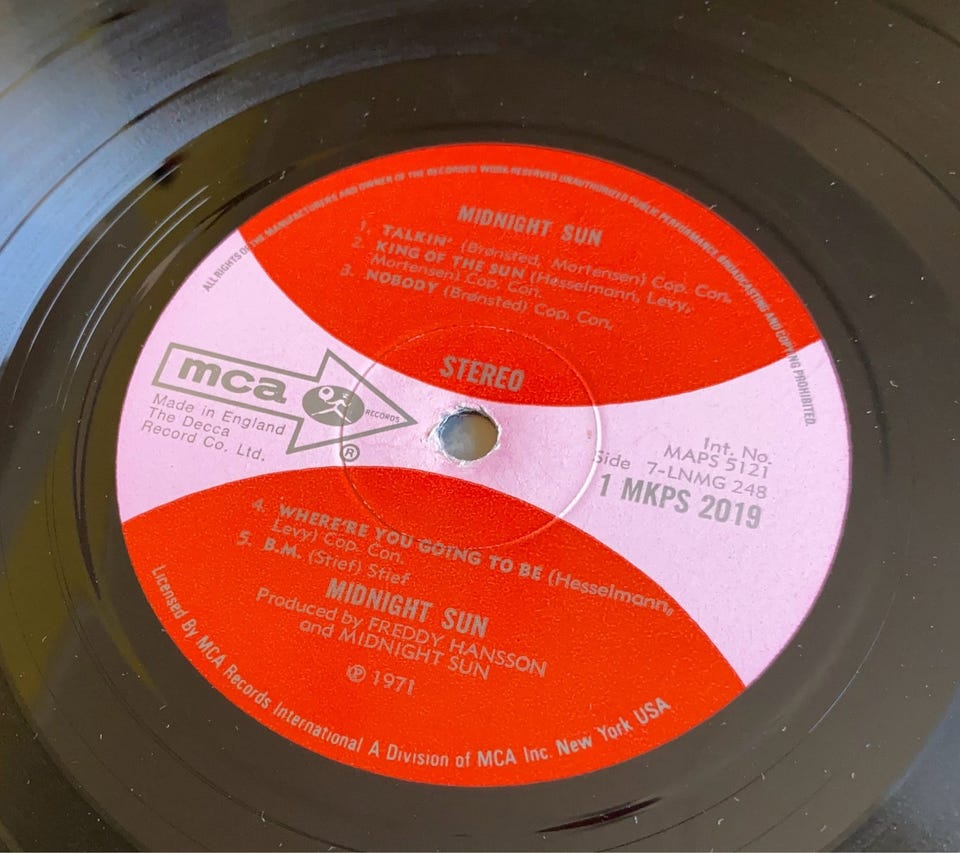 ALL RIGHTS OF THE MANUFACTURERS AND OWNER OF THE RECORDED WORK RESERVED UNAUTHORIZED PUBLIC PERFORMANCE BROADCASTING AND COPYING PROHIBITED.
MIDNIGHT SUN
1. TALKIN' (Brønsted, Mortensen) Cop. Con.
2. KING OF THE SUN (Hesselmann, Levy,
Mortensen) Cop. Con.
3. NOBODY (Brønsted) Cop. Con.
STEREO
mca RECORDS
®
Made in England
The Decca
Record Co. Ltd.
Int. No.
MAPS 5121
Side 7-LNMG 248
1 MKPS 2019
4. WHERE'RE YOU GOING TO BE (Hesselmann,
Levy) Cop. Con.
5. B.M. (Stief) Stief
MIDNIGHT SUN
Produced by FREDDY HANSSON
and MIDNIGHT SUN
℗ 1971
Licensed By MCA Records International A Division of MCA Inc. New York USA